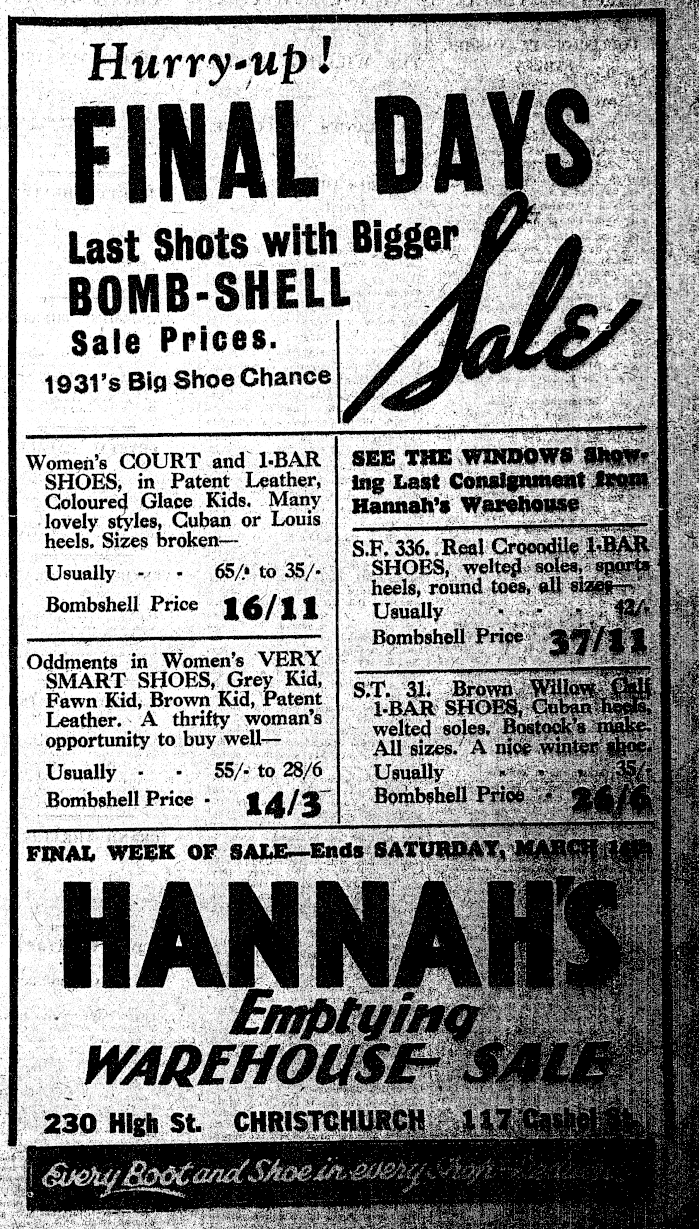 Hurry-up!
FINAL DAYS
Last Shots with Bigger
BOMB-SHELL
Sale Prices.
1931's Big Shoe Chance
Sale
Women's COURT and 1-BAR
SHOES, in Patent Leather,
Coloured Glace Kids. Many
lovely styles, Cuban or Louis
heels. Sizes broken—
Usually - - 65/- to 35/-
Bombshell Price 16/11
Oddments in Women's VERY
SMART SHOES, Grey Kid,
Fawn Kid, Brown Kid, Patent
Leather. A thrifty woman's
opportunity to buy well—
Usually - - 55/- to 28/6
Bombshell Price - 14/3
SEE THE WINDOWS Show-
ing Last Consignment from
Hannah's Warehouse
S.F. 336. Real Crocodile 1-BAR
SHOES, welted soles, sports
heels, round toes, all sizes—
Usually - - - 42/-
Bombshell Price 37/11
S.T. 31. Brown Willow Calf
1-BAR SHOES, Cuban heels,
welted soles, Bostock's make.
All sizes. A nice winter shoe.
Usually - - - 35/-
Bombshell Price - 26/6
FINAL WEEK OF SALE—Ends SATURDAY, MARCH
HANNAH'S
Emptying
WAREHOUSE SALE
230 High St. CHRISTCHURCH 117 Cashel St.
Every Boot and Shoe in every Shop